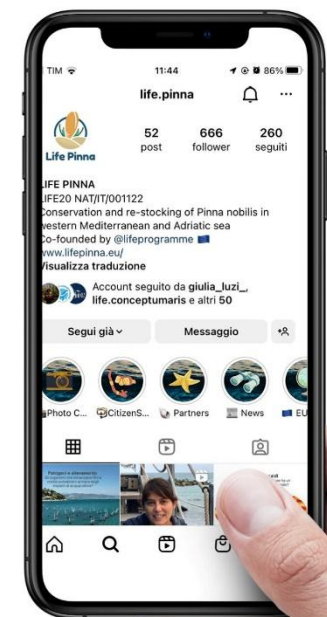 TIM
11:44
86%
life.pinna
Life Pinna
52
post
666
follower
260
seguiti
LIFE PINNA
LIFE20 NAT/IT/001122
Conservation and re-stocking of Pinna nobilis in
western Mediterranean and Adriatic sea
Co-founded by @lifeprogramme
www.lifepinna.eu/
Visualizza traduzione
Account seguito da giulia_luzi_,
life.conceptumaris e altri 50
Segui già
Messaggio
Photo C...
CitizenS...
Partners
News
EU
Patogeni e allevamento